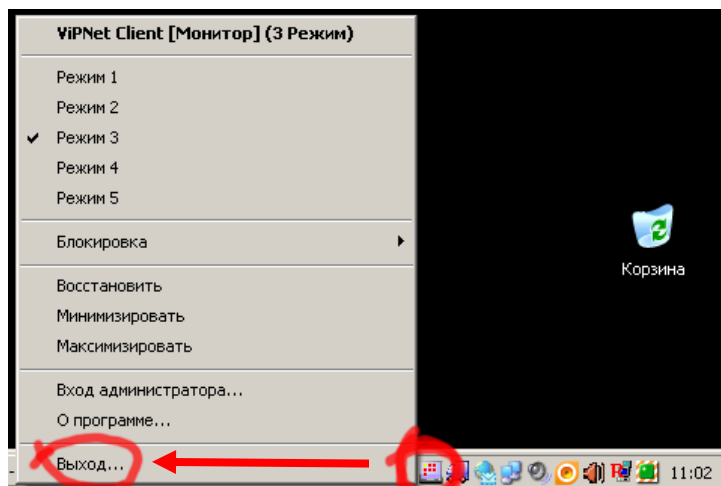 ViPNet Client [Монитор] (3 Режим)
Режим 1
Режим 2
Режим 3
Режим 4
Режим 5
Блокировка
Корзина
Восстановить
Минимизировать
Максимизировать
Вход администратора...
О программе...
Выход...
11:02